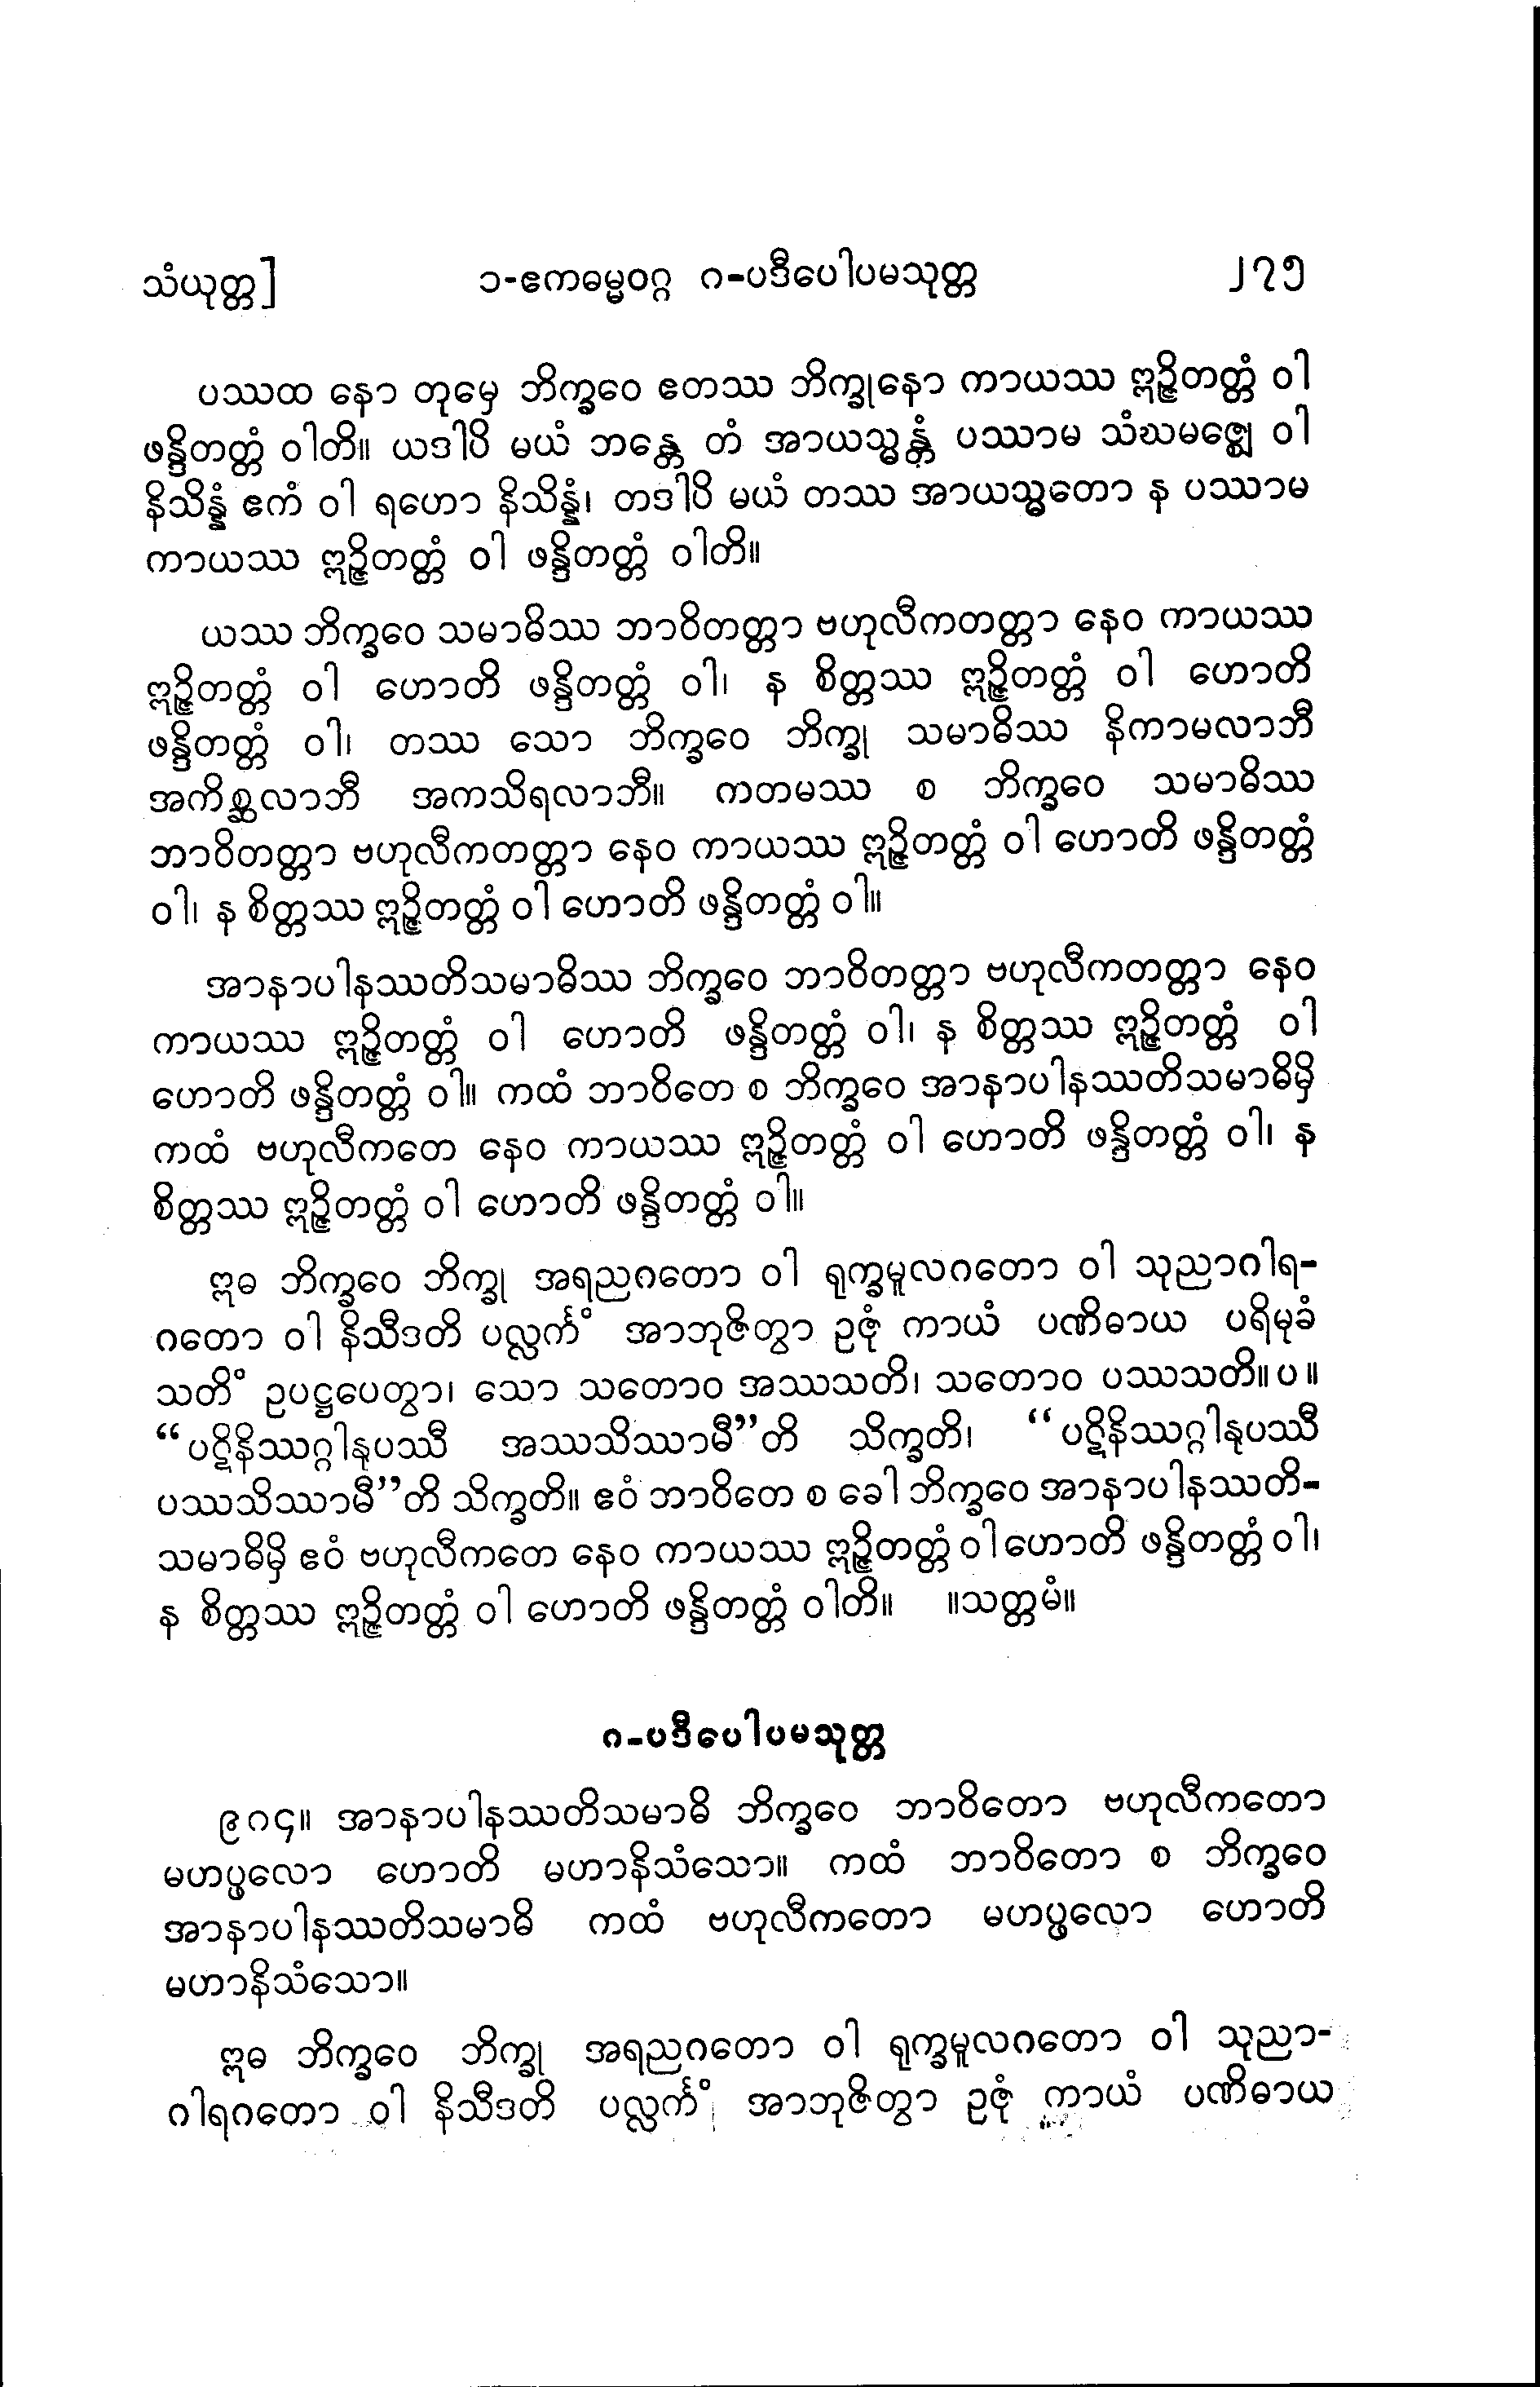 သံယုတ္တ] ၁-ဧကဓမ္မဝဂ္ဂ ဂ-ပဒီပေါပမသုတ္တ ၂၇၅
ပဿထ နော တုမှေ ဘိက္ခဝေ ဧတဿ ဘိက္ခုနော ကာယဿ ဣဉ္ဇိတတ္တံ ဝါ
ဖန္ဒိတတ္တံ ဝါတိ။ ယဒါပိ မယံ ဘန္တေ တံ အာယသ္မန္တံ ပဿာမ သံဃမဇ္ဈေ ဝါ
နိသိန္နံ ဧကံ ဝါ ရဟော နိသိန္နံ၊ တဒါပိ မယံ တဿ အာယသ္မတော န ပဿာမ
ကာယဿ ဣဉ္ဇိတတ္တံ ဝါ ဖန္ဒိတတ္တံ ဝါတိ။
ယဿ ဘိက္ခဝေ သမာဓိဿ ဘာဝိတတ္တာ ဗဟုလီကတတ္တာ နေဝ ကာယဿ
ဣဉ္ဇိတတ္တံ ဝါ ဟောတိ ဖန္ဒိတတ္တံ ဝါ၊ န စိတ္တဿ ဣဉ္ဇိတတ္တံ ဝါ ဟောတိ
ဖန္ဒိတတ္တံ ဝါ၊ တဿ သော ဘိက္ခဝေ ဘိက္ခု သမာဓိဿ နိကာမလာဘီ
အကိစ္ဆလာဘီ အကသိရလာဘီ။ ကတမဿ စ ဘိက္ခဝေ သမာဓိဿ
ဘာဝိတတ္တာ ဗဟုလီကတတ္တာ နေဝ ကာယဿ ဣဉ္ဇိတတ္တံ ဝါ ဟောတိ ဖန္ဒိတတ္တံ
ဝါ၊ န စိတ္တဿ ဣဉ္ဇိတတ္တံ ဝါ ဟောတိ ဖန္ဒိတတ္တံ ဝါ။
အာနာပါနဿတိသမာဓိဿ ဘိက္ခဝေ ဘာဝိတတ္တာ ဗဟုလီကတတ္တာ နေဝ
ကာယဿ ဣဉ္ဇိတတ္တံ ဝါ ဟောတိ ဖန္ဒိတတ္တံ ဝါ၊ န စိတ္တဿ ဣဉ္ဇိတတ္တံ ဝါ
ဟောတိ ဖန္ဒိတတ္တံ ဝါ။ ကထံ ဘာဝိတေ စ ဘိက္ခဝေ အာနာပါနဿတိသမာဓိမှိ
ကထံ ဗဟုလီကတေ နေဝ ကာယဿ ဣဉ္ဇိတတ္တံ ဝါ ဟောတိ ဖန္ဒိတတ္တံ ဝါ၊ န
စိတ္တဿ ဣဉ္ဇိတတ္တံ ဝါ ဟောတိ ဖန္ဒိတတ္တံ ဝါ။
ဣဓ ဘိက္ခဝေ ဘိက္ခု အရညဂတော ဝါ ရုက္ခမူလဂတော ဝါ သုညာဂါရ-
ဂတော ဝါ နိသီဒတိ ပလ္လင်္ကံ အာဘုဇိတွာ ဥဇုံ ကာယံ ပဏိဓာယ ပရိမုခံ
သတိံ ဥပဋ္ဌပေတွာ၊ သော သတောဝ အဿသတိ၊ သတောဝ ပဿသတိ။ပ။
“ပဋိနိဿဂ္ဂါနုပဿီ အဿသိဿာမီ”တိ သိက္ခတိ၊ “ပဋိနိဿဂ္ဂါနုပဿီ
ပဿသိဿာမီ”တိ သိက္ခတိ။ ဧဝံ ဘာဝိတေ စ ခေါ ဘိက္ခဝေ အာနာပါနဿတိ-
သမာဓိမှိ ဧဝံ ဗဟုလီကတေ နေဝ ကာယဿ ဣဉ္ဇိတတ္တံ ဝါ ဟောတိ ဖန္ဒိတတ္တံ ဝါ၊
န စိတ္တဿ ဣဉ္ဇိတတ္တံ ဝါ ဟောတိ ဖန္ဒိတတ္တံ ဝါတိ။ ။သတ္တမံ။
ဂ-ပဒီပေါပမသုတ္တ
၉ဂ၄။ အာနာပါနဿတိသမာဓိ ဘိက္ခဝေ ဘာဝိတော ဗဟုလီကတော
မဟပ္ဖလော ဟောတိ မဟာနိသံသော။ ကထံ ဘာဝိတော စ ဘိက္ခဝေ
အာနာပါနဿတိသမာဓိ ကထံ ဗဟုလီကတော မဟပ္ဖလော ဟောတိ
မဟာနိသံသော။
ဣဓ ဘိက္ခဝေ ဘိက္ခု အရညဂတော ဝါ ရုက္ခမူလဂတော ဝါ သုညာ-
ဂါရဂတော ဝါ နိသီဒတိ ပလ္လင်္ကံ အာဘုဇိတွာ ဥဇုံ ကာယံ ပဏိဓာယ